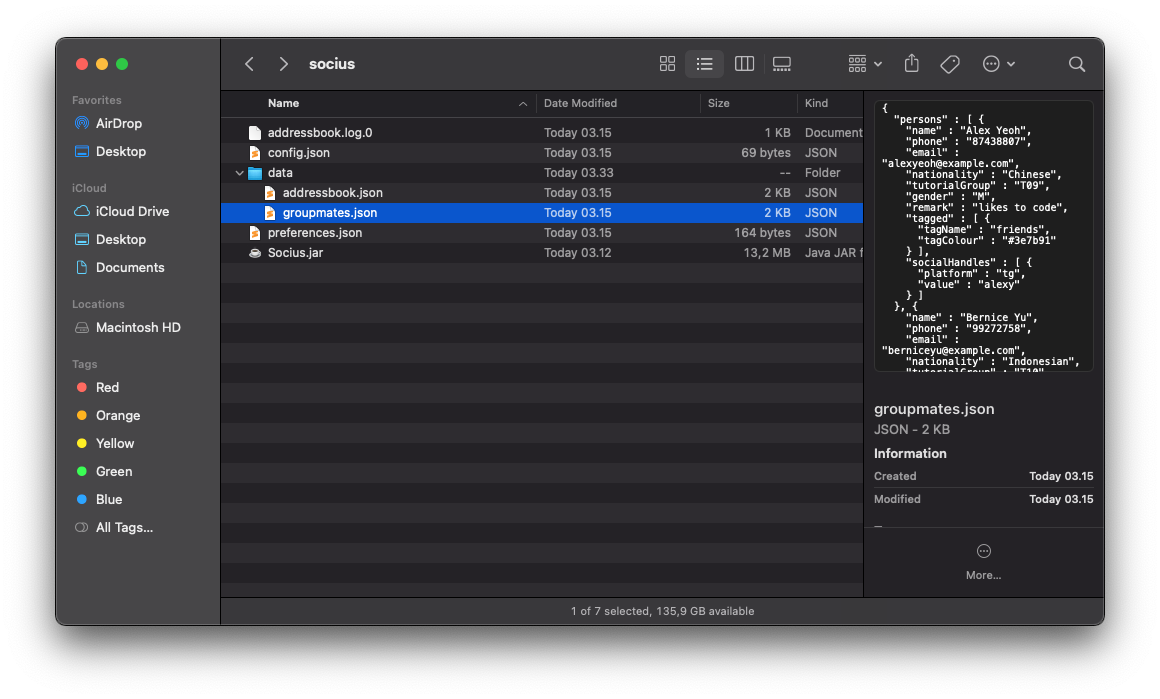 socius
Favorites
AirDrop
Desktop
iCloud
iCloud Drive
Desktop
Documents
Locations
Macintosh HD
Tags
Red
Orange
Yellow
Green
Blue
All Tags...
Name Date Modified Size Kind
addressbook.log.0 Today 03.15 1 KB Document
config.json Today 03.15 69 bytes JSON
data Today 03.33 -- Folder
addressbook.json Today 03.15 2 KB JSON
groupmates.json Today 03.15 2 KB JSON
preferences.json Today 03.15 164 bytes JSON
Socius.jar Today 03.12 13,2 MB Java JAR f
{
"persons" : [ {
"name" : "Alex Yeoh",
"phone" : "87438807",
"email" :
"alexyeoh@example.com",
"nationality" : "Chinese",
"tutorialGroup" : "T09",
"gender" : "M",
"remark" : "likes to code",
"tagged" : [ {
"tagName" : "friends",
"tagColour" : "#3e7b91"
} ],
"socialHandles" : [ {
"platform" : "tg",
"value" : "alexy"
} ]
}, {
"name" : "Bernice Yu",
"phone" : "99272758",
"email" :
"berniceyu@example.com",
"nationality" : "Indonesian",
"tutorialGroup" : "T10",
groupmates.json
JSON - 2 KB
Information
Created Today 03.15
Modified Today 03.15
More...
1 of 7 selected, 135,9 GB available